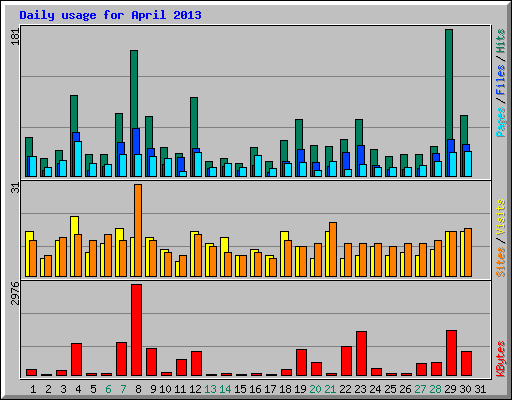 Daily usage for April 2013
181
Pages / Files / Hits
31
Sites / Visits
2976
KBytes
1 2 3 4 5 6 7 8 9 10 11 12 13 14 15 16 17 18 19 20 21 22 23 24 25 26 27 28 29 30 31